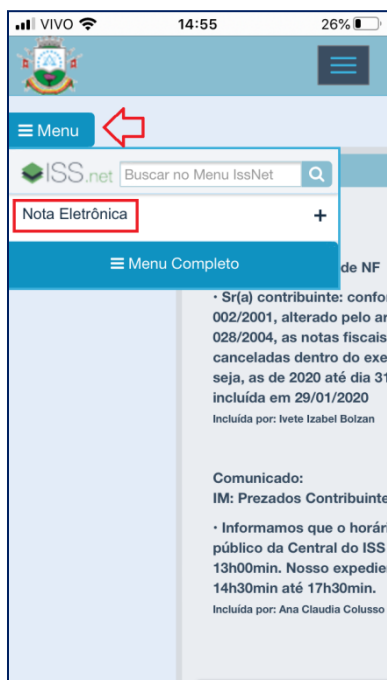 VIVO 14:55 26%
Menu
ISS.net Buscar no Menu IssNet
Nota Eletrônica +
Menu Completo
de NF
· Sr(a) contribuinte: confo
002/2001, alterado pelo ar
028/2004, as notas fiscais
canceladas dentro do exe
seja, as de 2020 até dia 31
incluída em 29/01/2020
Incluída por: Ivete Izabel Bolzan
Comunicado:
IM: Prezados Contribuinte
· Informamos que o horári
público da Central do ISS
13h00min. Nosso expedie
14h30min até 17h30min.
Incluída por: Ana Claudia Colusso